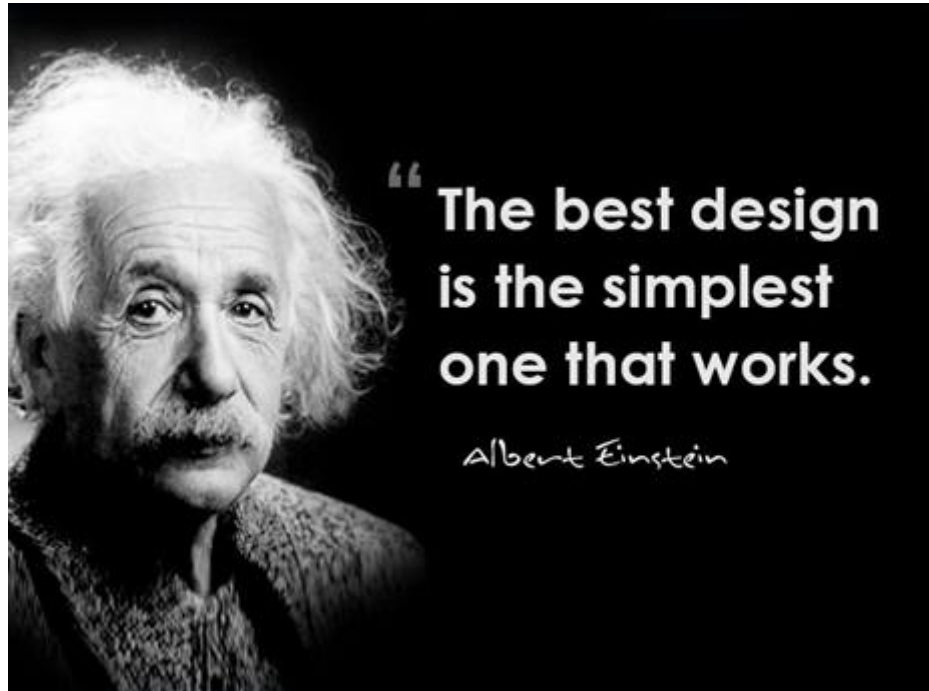 “ The best design
is the simplest
one that works.
Albert Einstein